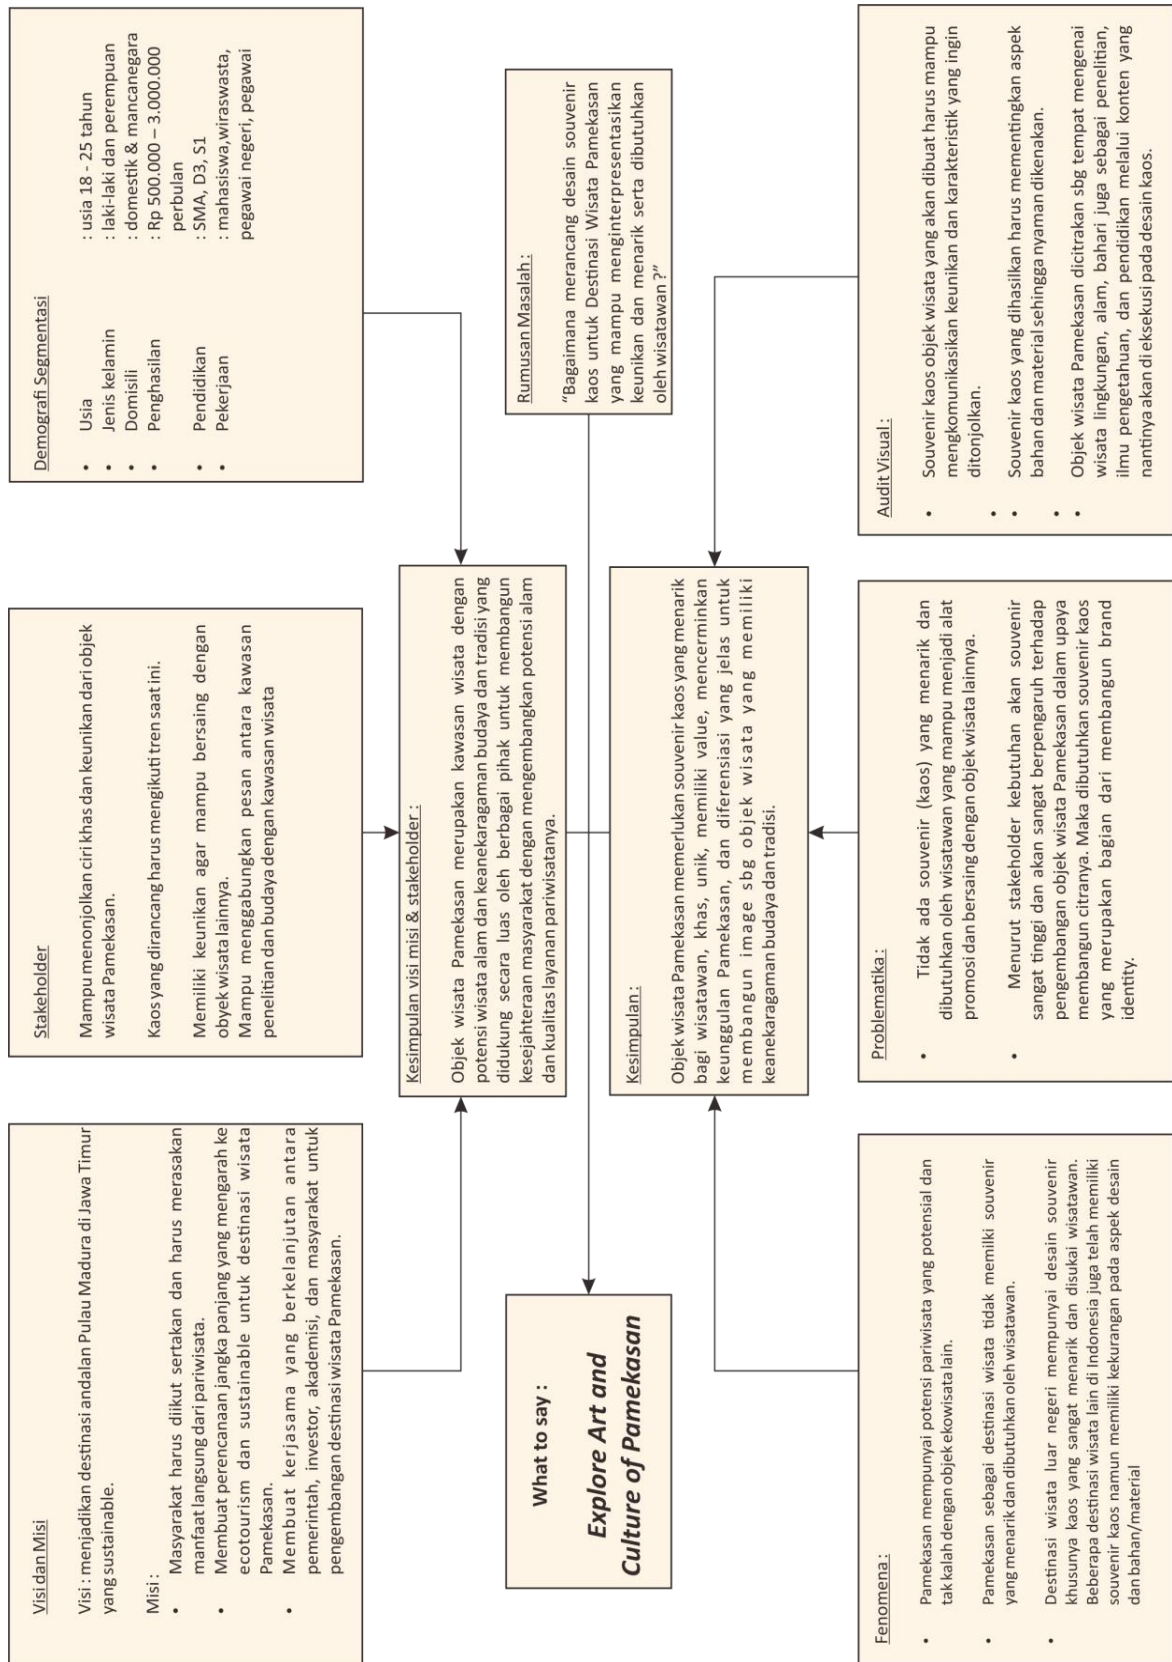 Visi dan Misi
Visi : menjadikan destinasi andalan Pulau Madura di Jawa Timur
yang sustainable.
Misi :
• Masyarakat harus diikut sertakan dan harus merasakan
manfaat langsung dari pariwisata.
• Membuat perencanaan jangka panjang yang mengarah ke
ecotourism dan sustainable untuk destinasi wisata
Pamekasan.
• Membuat kerjasama yang berkelanjutan antara
pemerintah, investor, akademisi, dan masyarakat untuk
pengembangan destinasi wisata Pamekasan.
Stakeholder
Mampu menonjolkan ciri khas dan keunikan dari objek
wisata Pamekasan.
Kaos yang dirancang harus mengikuti tren saat ini.
Memiliki keunikan agar mampu bersaing dengan
obyek wisata lainnya.
Mampu menggabungkan pesan antara kawasan
penelitian dan budaya dengan kawasan wisata
Demografi Segmentasi
• Usia : usia 18 - 25 tahun
• Jenis kelamin : laki-laki dan perempuan
• Domisili : domestik & mancanegara
• Penghasilan : Rp 500.000 – 3.000.000
perbulan
• Pendidikan : SMA, D3, S1
• Pekerjaan : mahasiswa,wiraswasta,
pegawai negeri, pegawai
Kesimpulan visi misi & stakeholder :
Objek wisata Pamekasan merupakan kawasan wisata dengan
potensi wisata alam dan keanekaragaman budaya dan tradisi yang
didukung secara luas oleh berbagai pihak untuk membangun
kesejahteraan masyarakat dengan mengembangkan potensi alam
dan kualitas layanan pariwisatanya.
What to say :
Explore Art and
Culture of Pamekasan
Rumusan Masalah :
“Bagaimana merancang desain souvenir
kaos untuk Destinasi Wisata Pamekasan
yang mampu menginterpresentasikan
keunikan dan menarik serta dibutuhkan
oleh wisatawan ?”
Kesimpulan :
Objek wisata Pamekasan memerlukan souvenir kaos yang menarik
bagi wisatawan, khas, unik, memiliki value, mencerminkan
keunggulan Pamekasan, dan diferensiasi yang jelas untuk
membangun image sbg objek wisata yang memiliki
keanekaragaman budaya dan tradisi.
Fenomena :
• Pamekasan mempunyai potensi pariwisata yang potensial dan
tak kalah dengan objek ekowisata lain.
• Pamekasan sebagai destinasi wisata tidak memilki souvenir
yang menarik dan dibutuhkan oleh wisatawan.
• Destinasi wisata luar negeri mempunyai desain souvenir
khusunya kaos yang sangat menarik dan disukai wisatawan.
Beberapa destinasi wisata lain di Indonesia juga telah memiliki
souvenir kaos namun memiliki kekurangan pada aspek desain
dan bahan/material
Problematika :
• Tidak ada souvenir (kaos) yang menarik dan
dibutuhkan oleh wisatawan yang mampu menjadi alat
promosi dan bersaing dengan objek wisata lainnya.
• Menurut stakeholder kebutuhan akan souvenir
sangat tinggi dan akan sangat berpengaruh terhadap
pengembangan objek wisata Pamekasan dalam upaya
membangun citranya. Maka dibutuhkan souvenir kaos
yang merupakan bagian dari membangun brand
identity.
Audit Visual :
• Souvenir kaos objek wisata yang akan dibuat harus mampu
mengkomunikasikan keunikan dan karakteristik yang ingin
ditonjolkan.
•
• Souvenir kaos yang dihasilkan harus mementingkan aspek
bahan dan material sehingga nyaman dikenakan.
•
• Objek wisata Pamekasan dicitrakan sbg tempat mengenai
wisata lingkungan, alam, bahari juga sebagai penelitian,
ilmu pengetahuan, dan pendidikan melalui konten yang
nantinya akan di eksekusi pada desain kaos.